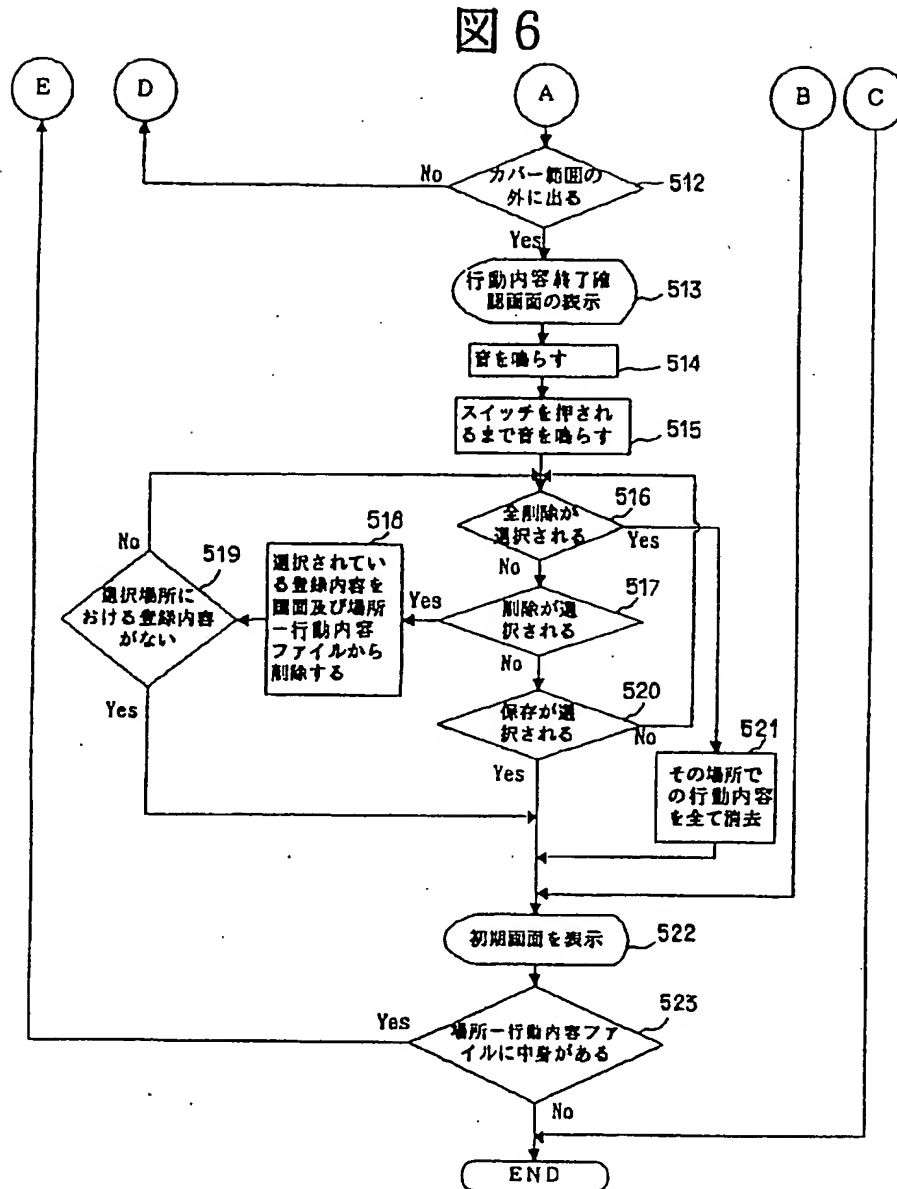 図6
E
D
A
B
C
カバー範囲の
外に出る
512
No
Yes
行動内容終了確
認画面の表示
513
音を鳴らす
514
スイッチを押され
るまで音を鳴らす
515
全削除が
選択される
516
Yes
No
削除が選
択される
517
Yes
No
518
選択されてい
る登録内容を
画面及び場所
ー行動内容
ファイルから
削除する
519
選択場所に
おける登録内容
がない
No
Yes
保存が選
択される
520
No
Yes
521
その場所で
の行動内容
を全て消去
初期画面を表示
522
場所ー行動内容ファ
イルに中身がある
523
Yes
No
END